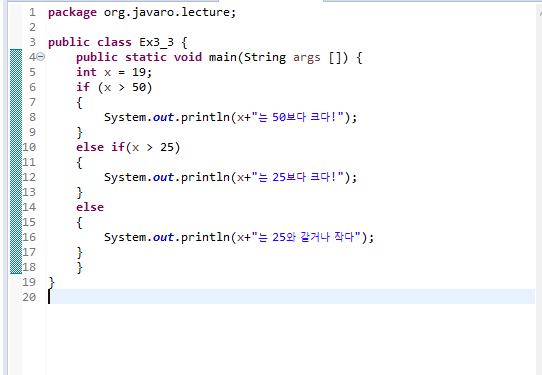 1 package org.javaro.lecture;
2
3 public class Ex3_3 {
4 public static void main(String args []) {
5 int x = 19;
6 if (x > 50)
7 {
8 System.out.println(x+"는 50보다 크다!");
9 }
10 else if(x > 25)
11 {
12 System.out.println(x+"는 25보다 크다!");
13 }
14 else
15 {
16 System.out.println(x+"는 25와 같거나 작다");
17 }
18 }
19 }
20